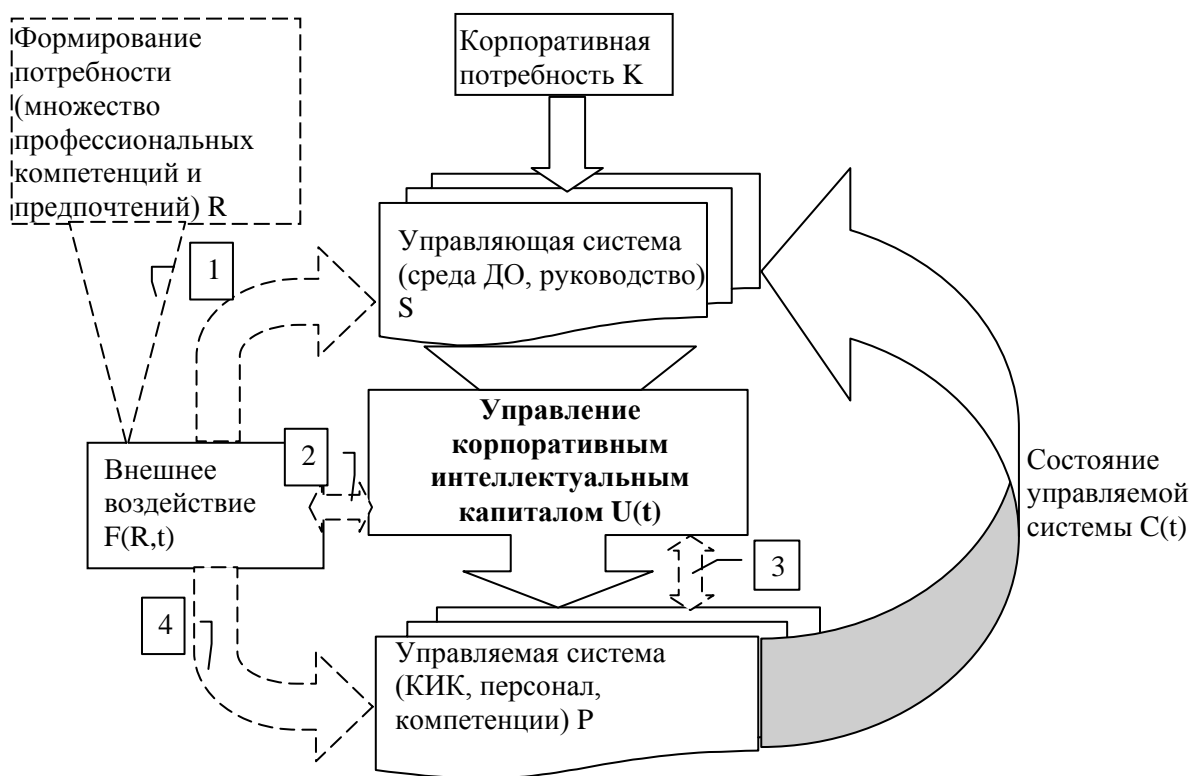 Формирование
потребности
(множество
профессиональных
компетенций и
предпочтений) R
Корпоративная
потребность K
1
Управляющая система
(среда ДО, руководство)
S
Управление
корпоративным
интеллектуальным
капиталом U(t)
2
Внешнее
воздействие
F(R,t)
Состояние
управляемой
системы C(t)
3
4
Управляемая система
(КИК, персонал,
компетенции) P